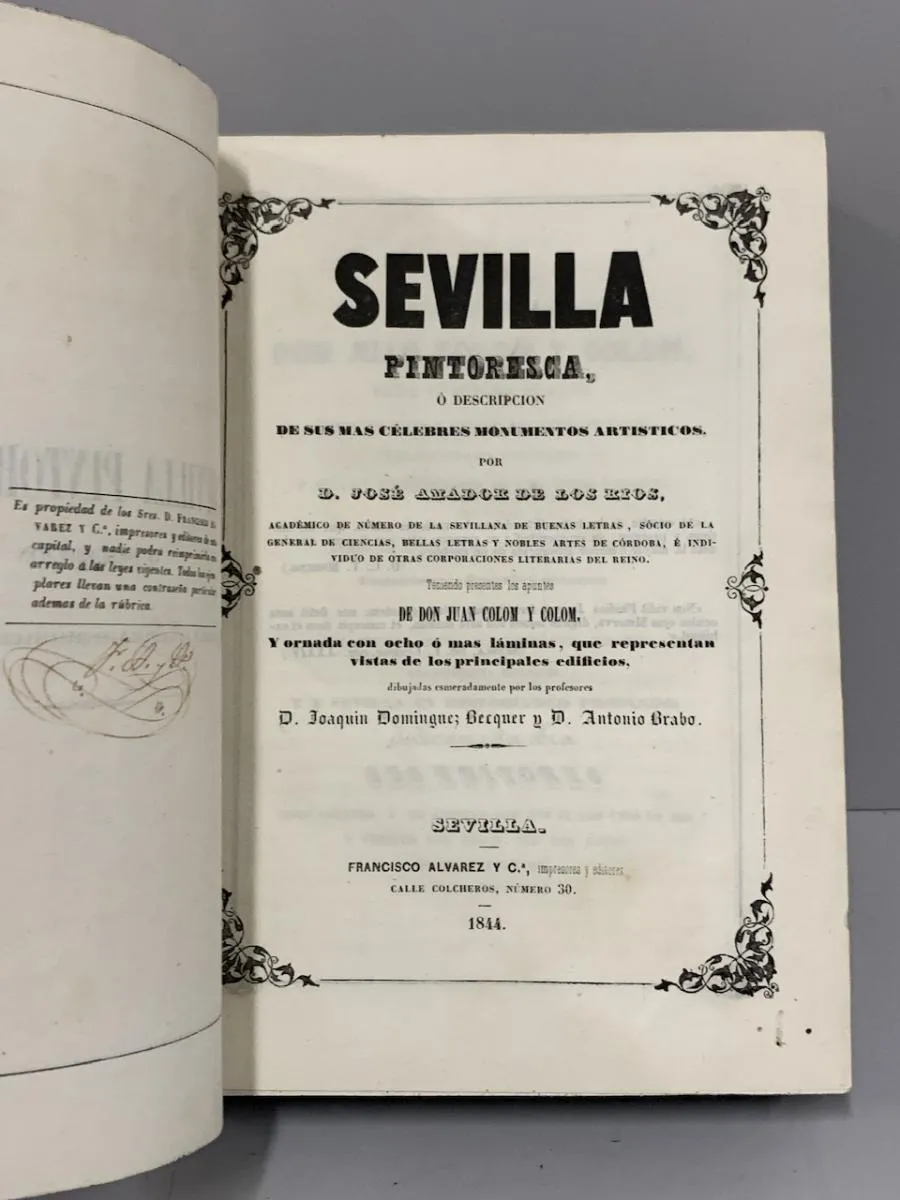 Es propiedad de los Sres. D. FRANCISCO AL
VAREZ Y C.ª, impresores y editores de esta
capital, y nadie podra reimprimirla con
arreglo á las leyes vigentes. Todos los ejem
plares llevan una contraseña particular
ademas de la rúbrica.
F. A. y C.ª
SEVILLA
PINTORESCA,
Ó DESCRIPCION
DE SUS MAS CÉLEBRES MONUMENTOS ARTISTICOS.
POR
D. JOSÉ AMADOR DE LOS RIOS,
ACADÉMICO DE NÚMERO DE LA SEVILLANA DE BUENAS LETRAS, SÓCIO DE LA
GENERAL DE CIENCIAS, BELLAS LETRAS Y NOBLES ARTES DE CÓRDOBA, É INDI-
VIDUO DE OTRAS CORPORACIONES LITERARIAS DEL REINO.
Teniendo presentes los apuntes
DE DON JUAN COLOM Y COLOM,
Y ornada con ocho ó mas láminas, que representan
vistas de los principales edificios,
dibujadas esmeradamente por los profesores
D. Joaquin Dominguez Becquer y D. Antonio Brabo.
SEVILLA.
FRANCISCO ALVAREZ Y C.ª, impresores y editores
CALLE COLCHEROS, NÚMERO 30.
1844.